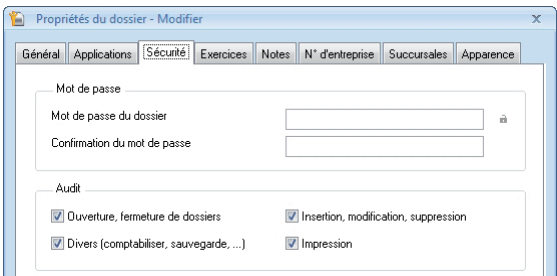 Propriétés du dossier - Modifier
Général Applications Sécurité Exercices Notes N° d'entreprise Succursales Apparence
Mot de passe
Mot de passe du dossier
Confirmation du mot de passe
Audit
Ouverture, fermeture de dossiers Insertion, modification, suppression
Divers (comptabiliser, sauvegarde, ...) Impression